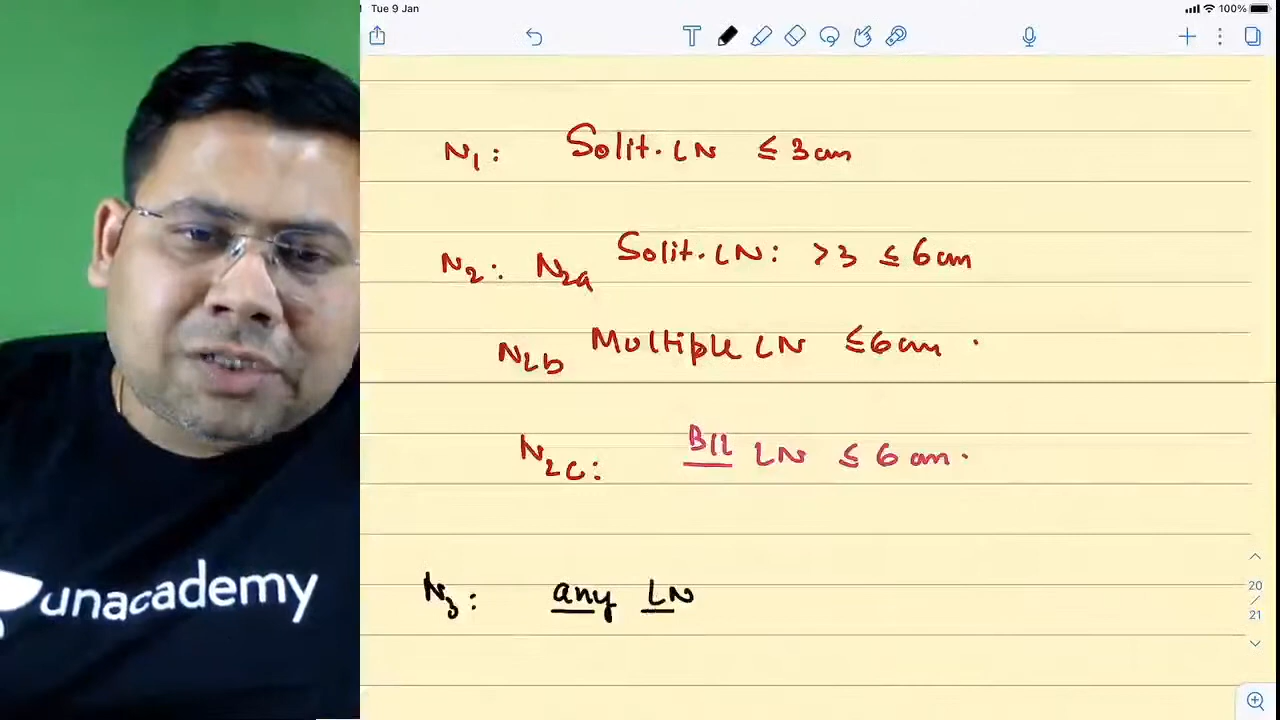 Tue 9 Jan
100%
N1: Solit. LN ≤ 3 cm
N2: N2a Solit. LN: >3 ≤ 6 cm
N2b Multiple LN ≤6 cm.
N2c: B/L LN ≤ 6 cm.
N3: any LN
20
/
21
unacademy